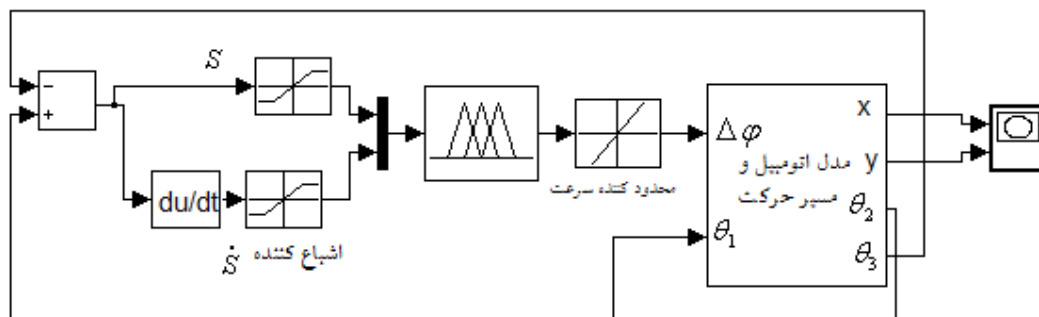 −
+
S
du/dt
Ṡ
اشباع کننده
محدود کننده سرعت
Δφ
θ1
مدل اتومبیل و
مسیر حرکت
x
y
θ2
θ3